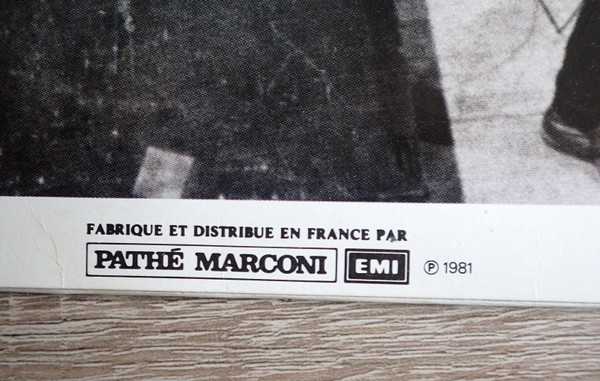 FABRIQUE ET DISTRIBUE EN FRANCE PAR
PATHÉ MARCONI EMI ℗ 1981